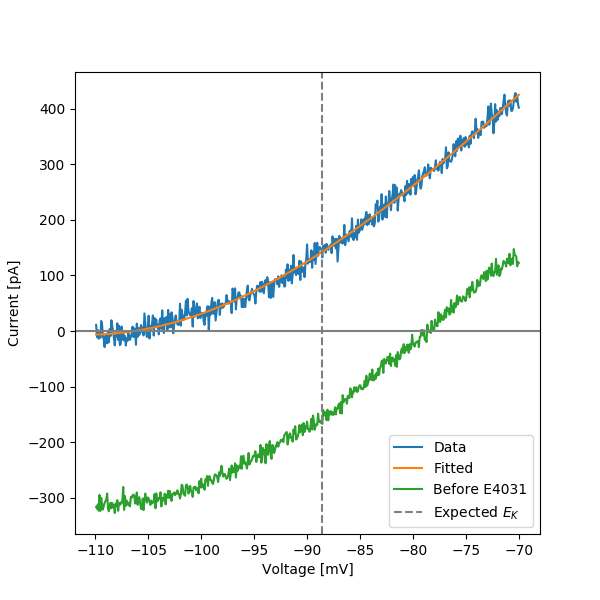 400
300
200
100
0
−100
−200
−300
Current [pA]
Data
Fitted
Before E4031
Expected E_K
−110 −105 −100 −95 −90 −85 −80 −75 −70
Voltage [mV]